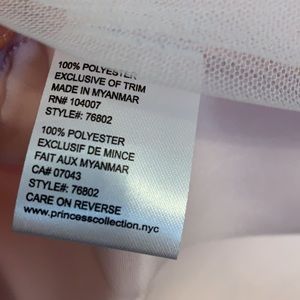 100% POLYESTER
EXCLUSIVE OF TRIM
MADE IN MYANMAR
RN# 104007
STYLE#: 76802
100% POLYESTER
EXCLUSIF DE MINCE
FAIT AUX MYANMAR
CA# 07043
STYLE#: 76802
CARE ON REVERSE
www.princesscollection.nyc